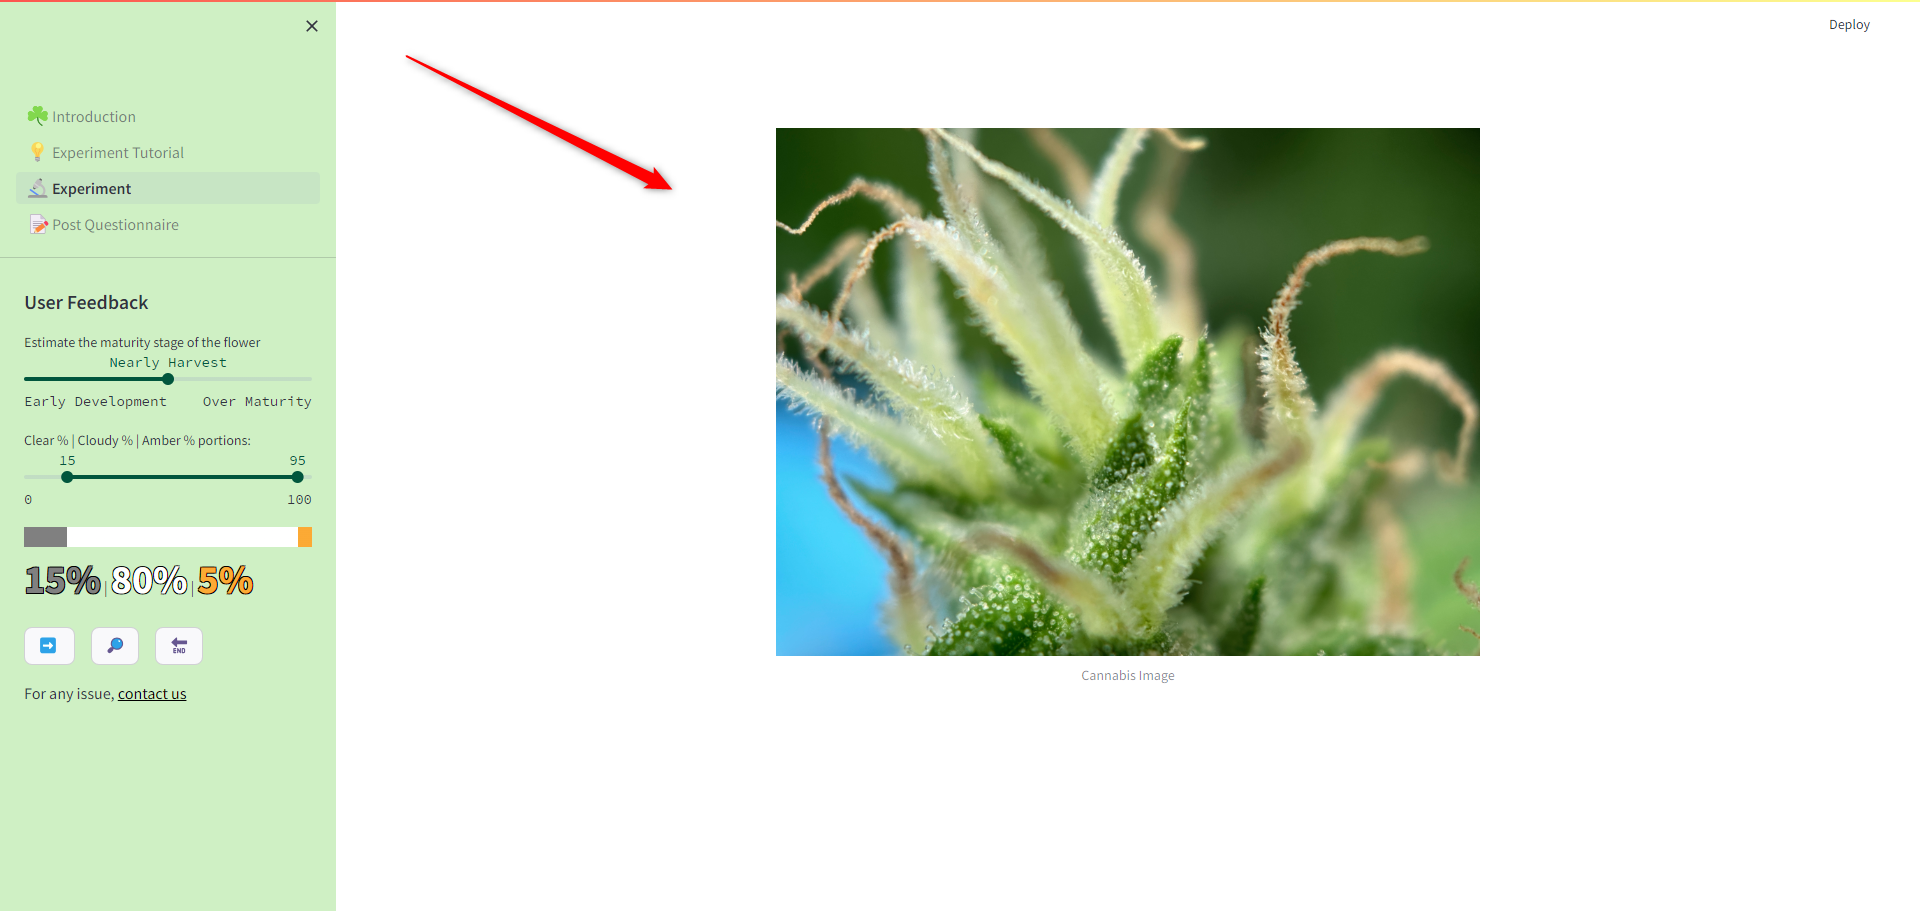 Deploy
Introduction
Experiment Tutorial
Experiment
Post Questionnaire
User Feedback
Estimate the maturity stage of the flower
Nearly Harvest
Early Development Over Maturity
Clear % | Cloudy % | Amber % portions:
15 95
0 100
15% | 80% | 5%
END
For any issue, contact us
Cannabis Image